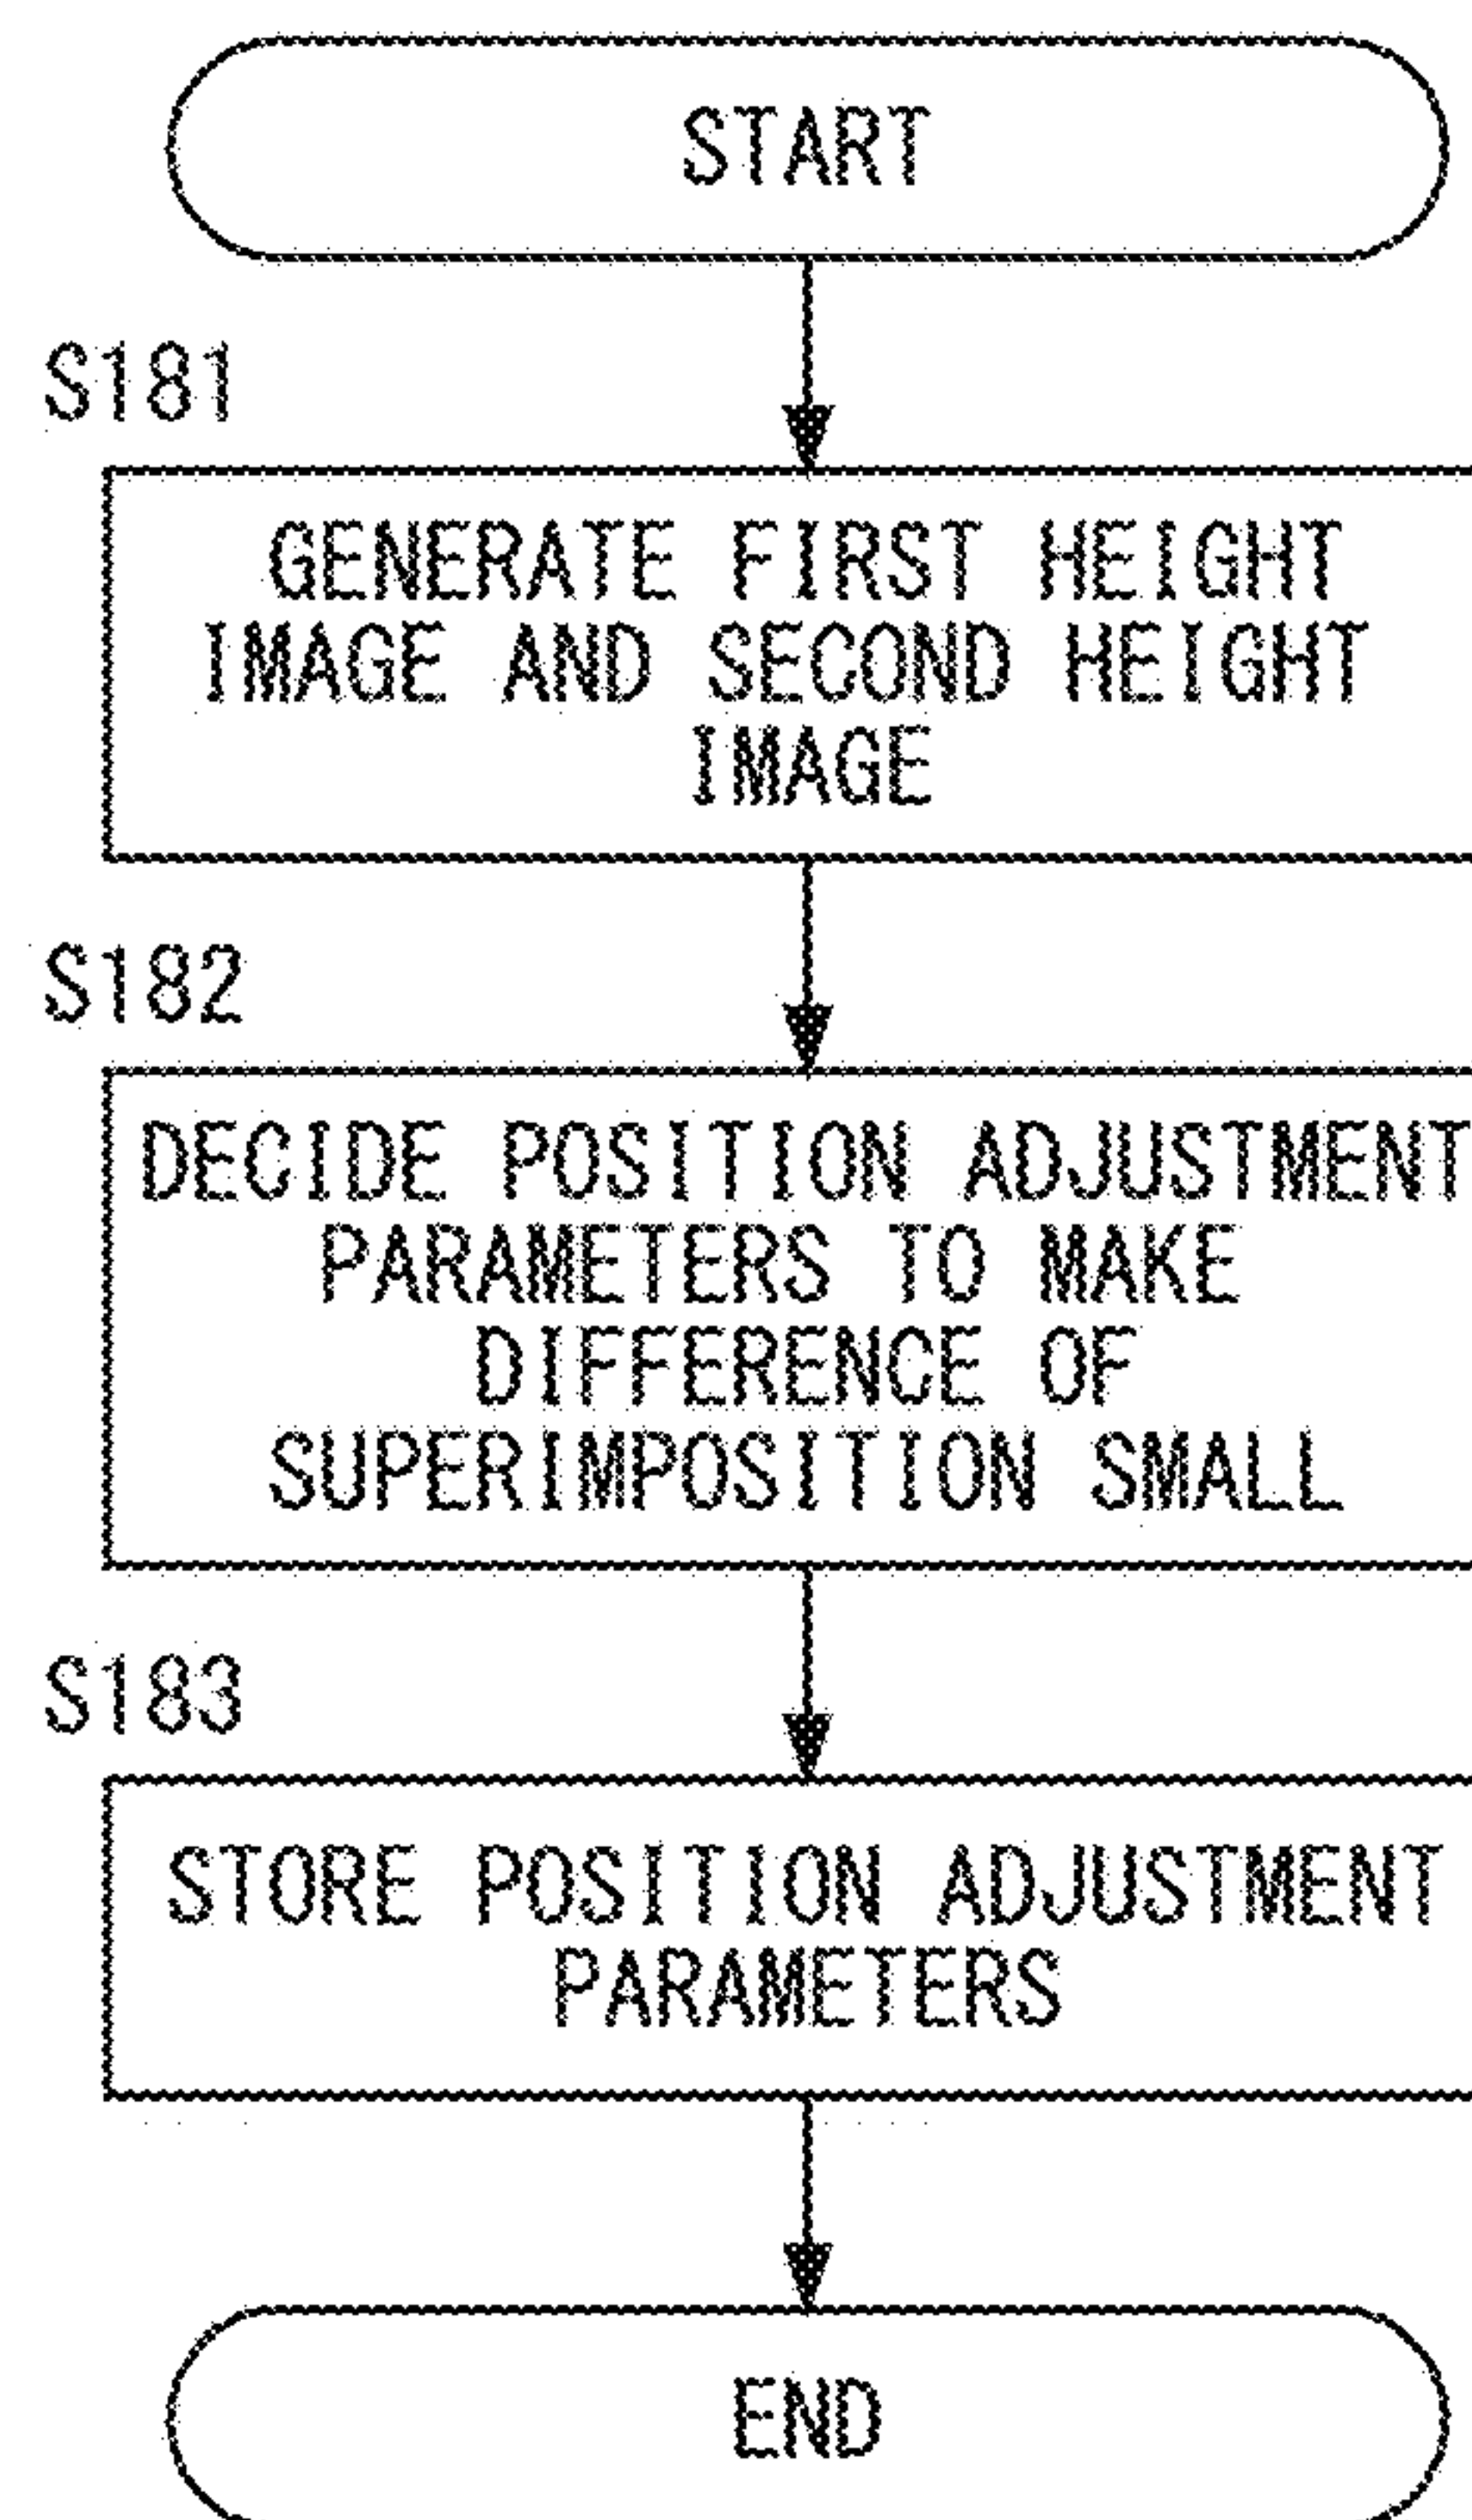 START
S181
GENERATE FIRST HEIGHT
IMAGE AND SECOND HEIGHT
IMAGE
S182
DECIDE POSITION ADJUSTMENT
PARAMETERS TO MAKE
DIFFERENCE OF
SUPERIMPOSITION SMALL
S183
STORE POSITION ADJUSTMENT
PARAMETERS
END